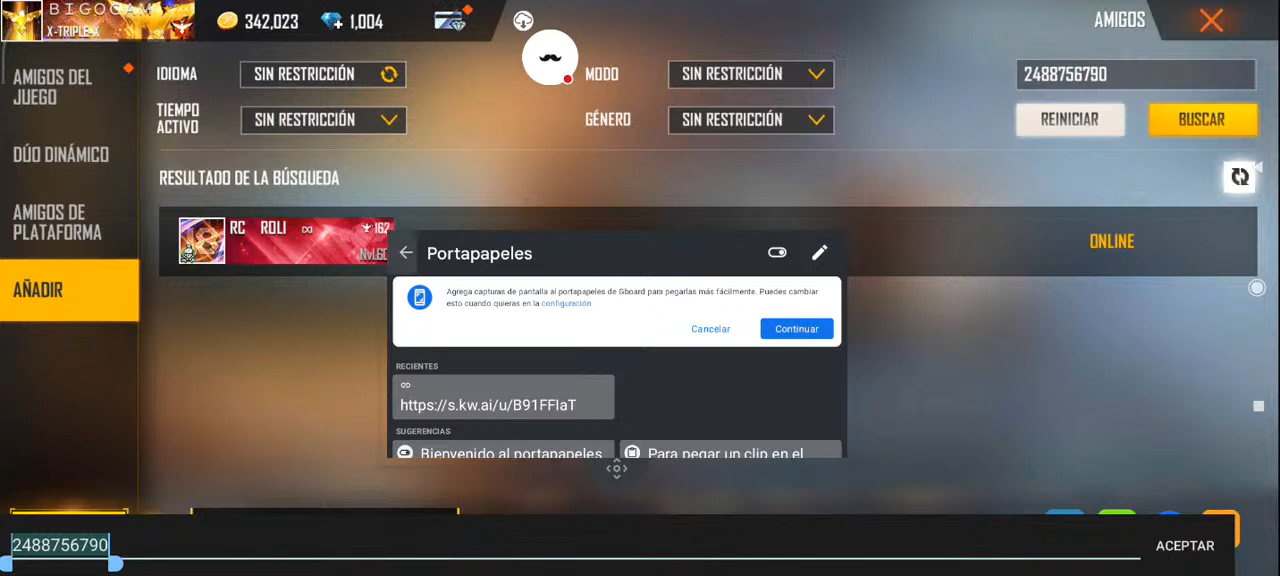 BIGOGAM
X-TRIPLE-X
342,023
1,004
AMIGOS
AMIGOS DEL
JUEGO
DÚO DINÁMICO
AMIGOS DE
PLATAFORMA
AÑADIR
IDIOMA
SIN RESTRICCIÓN
MODO
SIN RESTRICCIÓN
2488756790
TIEMPO
ACTIVO
SIN RESTRICCIÓN
GÉNERO
SIN RESTRICCIÓN
REINICIAR
BUSCAR
RESULTADO DE LA BÚSQUEDA
RC ROLI ∞
162
Nvl.60
ONLINE
Portapapeles
Agrega capturas de pantalla al portapapeles de Gboard para pegarlas más fácilmente. Puedes cambiar
esto cuando quieras en la configuración
Cancelar
Continuar
RECIENTES
https://s.kw.ai/u/B91FFIaT
SUGERENCIAS
Bienvenido al portapapeles
Para pegar un clip en el
2488756790
ACEPTAR